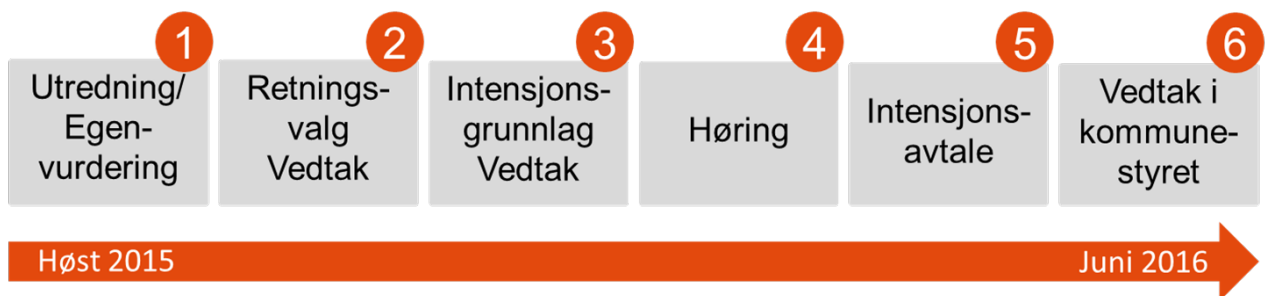 1
Utredning/
Egen-
vurdering
2
Retnings-
valg
Vedtak
3
Intensjons-
grunnlag
Vedtak
4
Høring
5
Intensjons-
avtale
6
Vedtak i
kommune-
styret
Høst 2015
Juni 2016